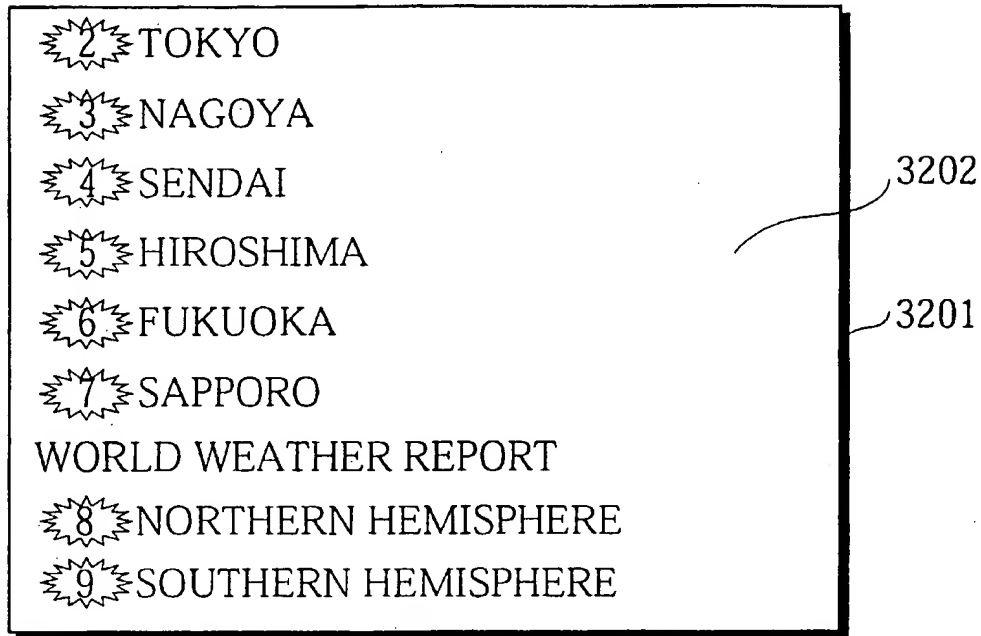 2 TOKYO
3 NAGOYA
4 SENDAI
5 HIROSHIMA
6 FUKUOKA
7 SAPPORO
WORLD WEATHER REPORT
8 NORTHERN HEMISPHERE
9 SOUTHERN HEMISPHERE
3202
3201